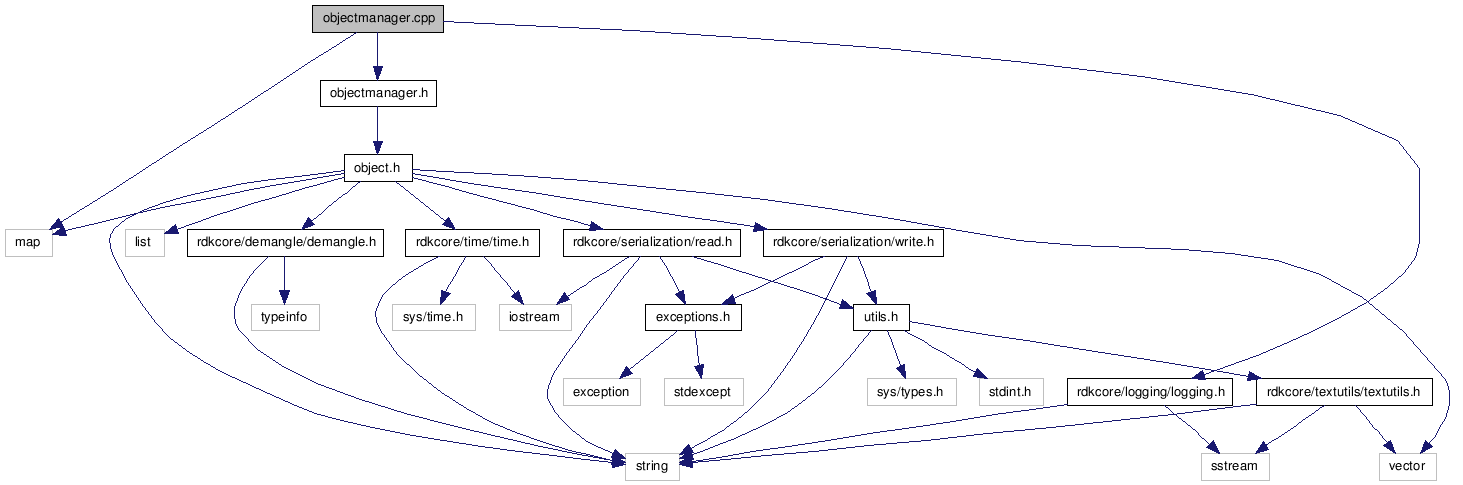 objectmanager.cpp
objectmanager.h
object.h
map
list
rdkcore/demangle/demangle.h
rdkcore/time/time.h
rdkcore/serialization/read.h
rdkcore/serialization/write.h
typeinfo
sys/time.h
iostream
exceptions.h
utils.h
exception
stdexcept
sys/types.h
stdint.h
rdkcore/logging/logging.h
rdkcore/textutils/textutils.h
string
sstream
vector